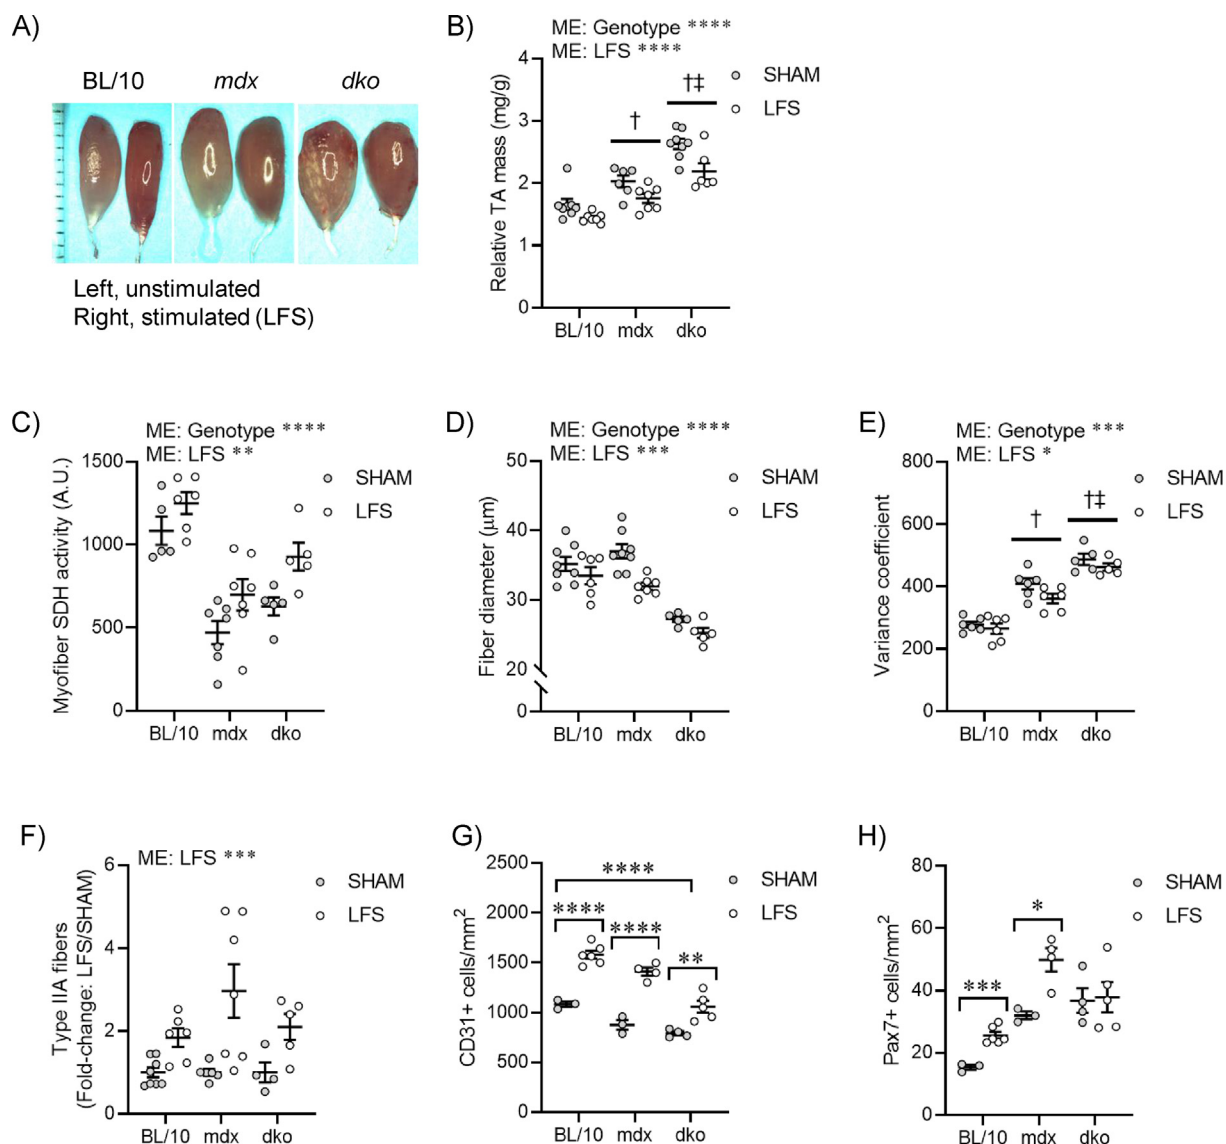 A)
BL/10 mdx dko
Left, unstimulated
Right, stimulated (LFS)
B)
ME: Genotype ****
ME: LFS ****
SHAM
LFS
†
†‡
Relative TA mass (mg/g)
4
3
2
1
0
BL/10 mdx dko
C)
ME: Genotype ****
ME: LFS **
SHAM
LFS
Myofiber SDH activity (A.U.)
1500
1000
500
0
BL/10 mdx dko
D)
ME: Genotype ****
ME: LFS ***
SHAM
LFS
Fiber diameter (μm)
50
40
30
20
0
BL/10 mdx dko
E)
ME: Genotype ***
ME: LFS *
SHAM
LFS
†
†‡
Variance coefficient
800
600
400
200
0
BL/10 mdx dko
F)
ME: LFS ***
SHAM
LFS
Type IIA fibers
(Fold-change: LFS/SHAM)
6
4
2
0
BL/10 mdx dko
G)
SHAM
LFS
****
****
****
**
CD31+ cells/mm²
2500
2000
1500
1000
500
0
BL/10 mdx dko
H)
SHAM
LFS
***
*
Pax7+ cells/mm²
80
60
40
20
0
BL/10 mdx dko